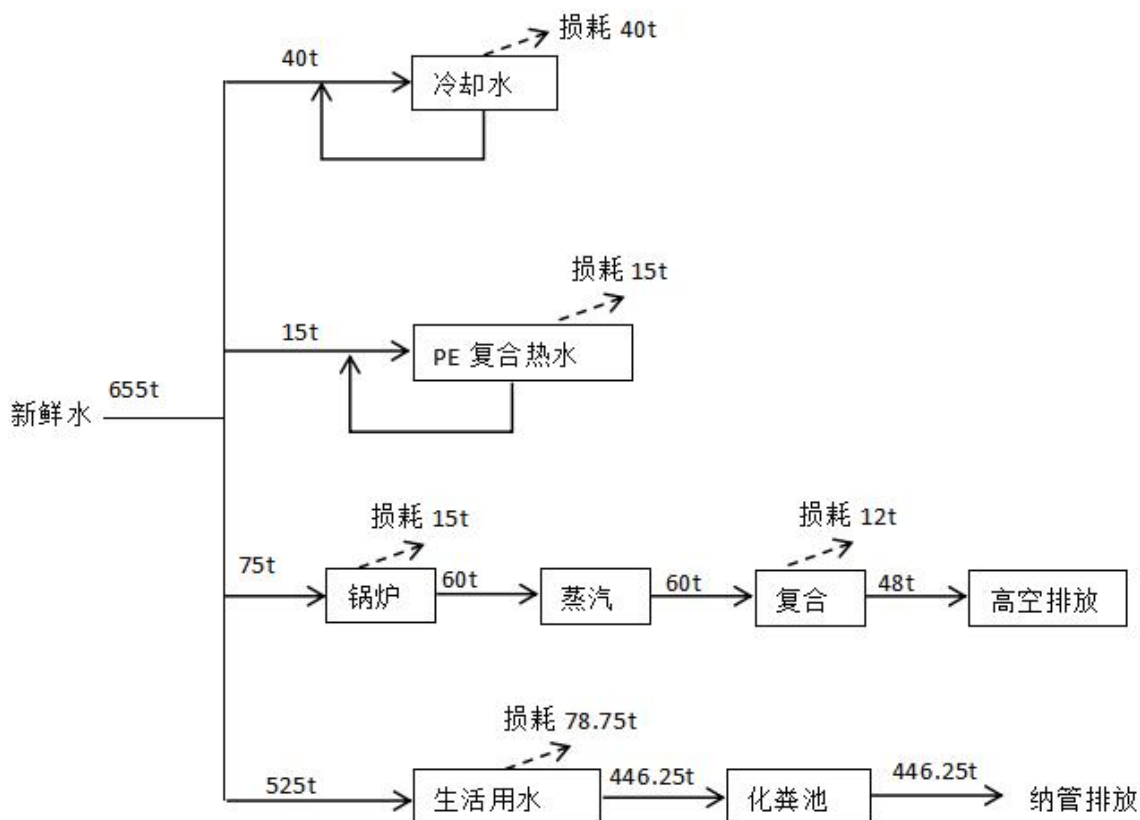 损耗 40t
40t
冷却水
损耗 15t
15t
PE 复合热水
655t
新鲜水
损耗 15t
损耗 12t
75t
锅炉
60t
蒸汽
60t
复合
48t
高空排放
损耗 78.75t
525t
生活用水
446.25t
化粪池
446.25t
纳管排放